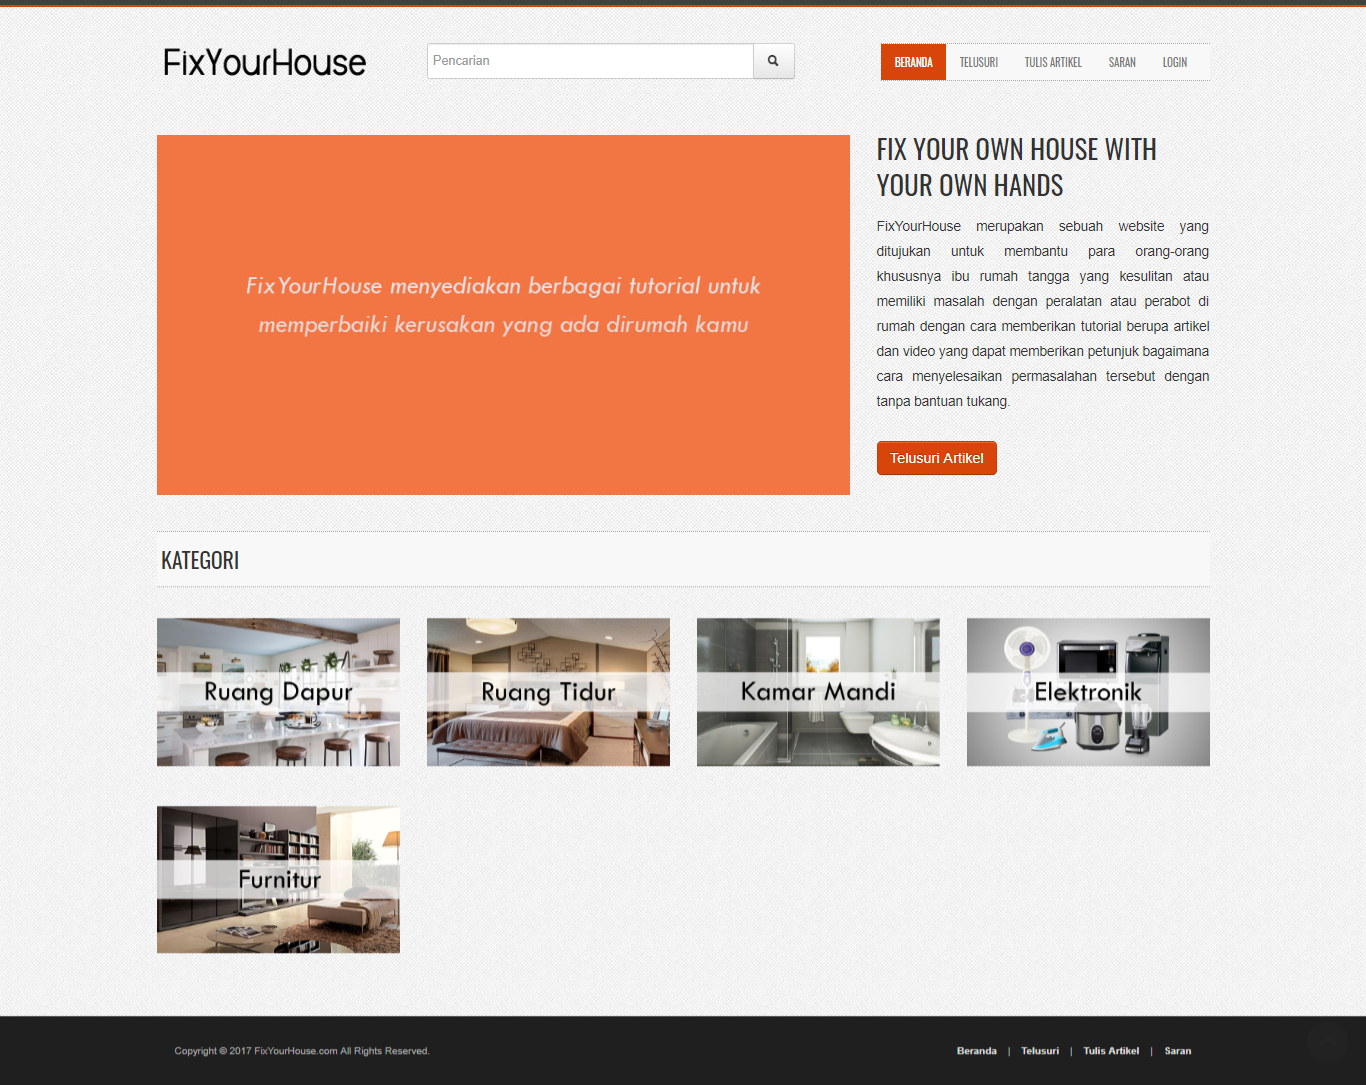 FixYourHouse
Pencarian
BERANDA TELUSURI TULIS ARTIKEL SARAN LOGIN
FixYourHouse menyediakan berbagai tutorial untuk
memperbaiki kerusakan yang ada dirumah kamu
FIX YOUR OWN HOUSE WITH
YOUR OWN HANDS
FixYourHouse merupakan sebuah website yang
ditujukan untuk membantu para orang-orang
khususnya ibu rumah tangga yang kesulitan atau
memiliki masalah dengan peralatan atau perabot di
rumah dengan cara memberikan tutorial berupa artikel
dan video yang dapat memberikan petunjuk bagaimana
cara menyelesaikan permasalahan tersebut dengan
tanpa bantuan tukang.
Telusuri Artikel
KATEGORI
Ruang Dapur
Ruang Tidur
Kamar Mandi
Elektronik
Furnitur
Copyright © 2017 FixYourHouse.com All Rights Reserved.
Beranda | Telusuri | Tulis Artikel | Saran